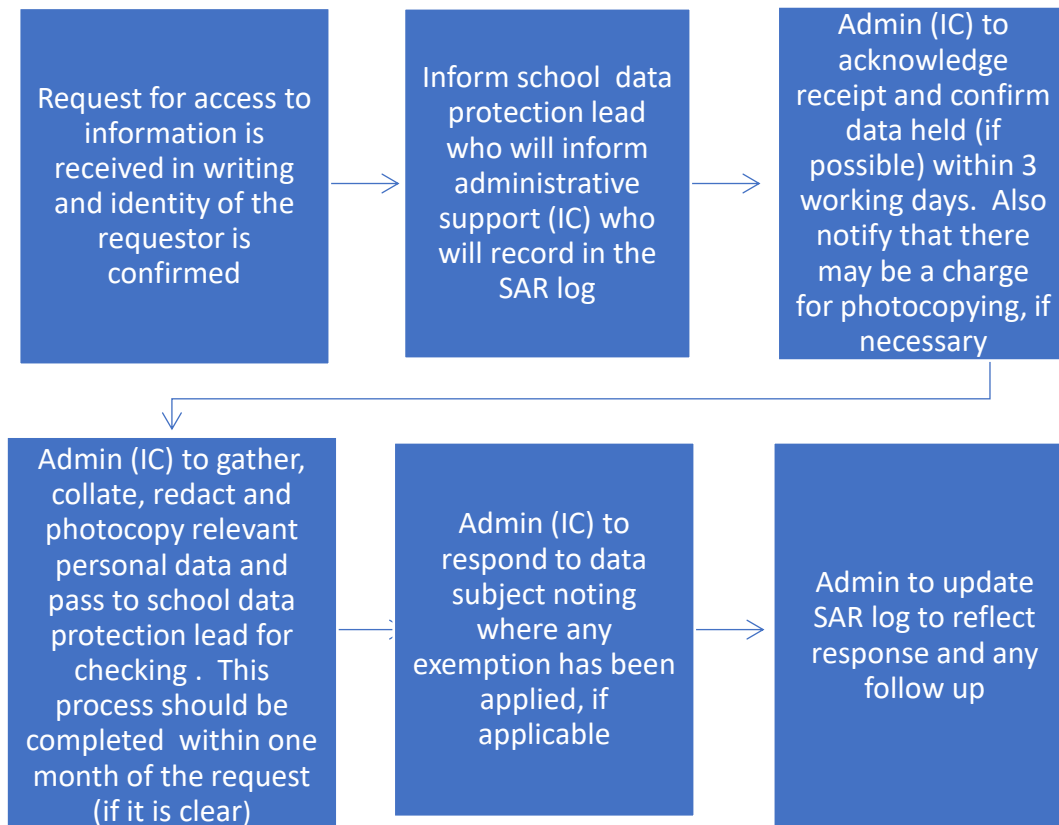 Request for access to
information is
received in writing
and identity of the
requestor is
confirmed
Inform school  data
protection lead
who will inform
administrative
support (IC) who
will record in the
SAR log
Admin (IC) to
acknowledge
receipt and confirm
data held (if
possible) within 3
working days.  Also
notify that there
may be a charge
for photocopying, if
necessary
Admin (IC) to gather,
collate, redact and
photocopy relevant
personal data and
pass to school data
protection lead for
checking .  This
process should be
completed  within one
month of the request
(if it is clear)
Admin (IC) to
respond to data
subject noting
where any
exemption has been
applied, if
applicable
Admin to update
SAR log to reflect
response and any
follow up